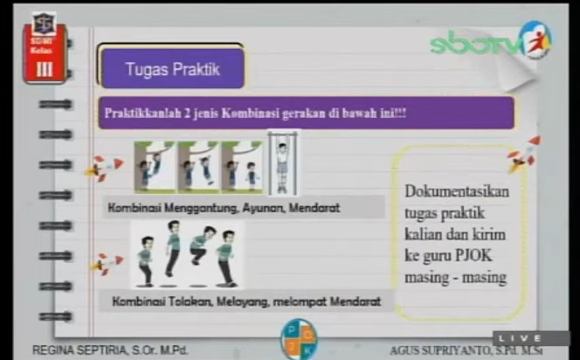 SD/MI
Kelas
III
sbotv
Tugas Praktik
Praktikkanlah 2 jenis Kombinasi gerakan di bawah ini!!!
Kombinasi Menggantung, Ayunan, Mendarat
Kombinasi Tolakan, Melayang, melompat Mendarat
Dokumentasikan
tugas praktik
kalian dan kirim
ke guru PJOK
masing - masing
P J
O K
REGINA SEPTIRIA, S.Or. M.Pd.
AGUS SUPRIYANTO, S.Pd. M.Si
LIVE